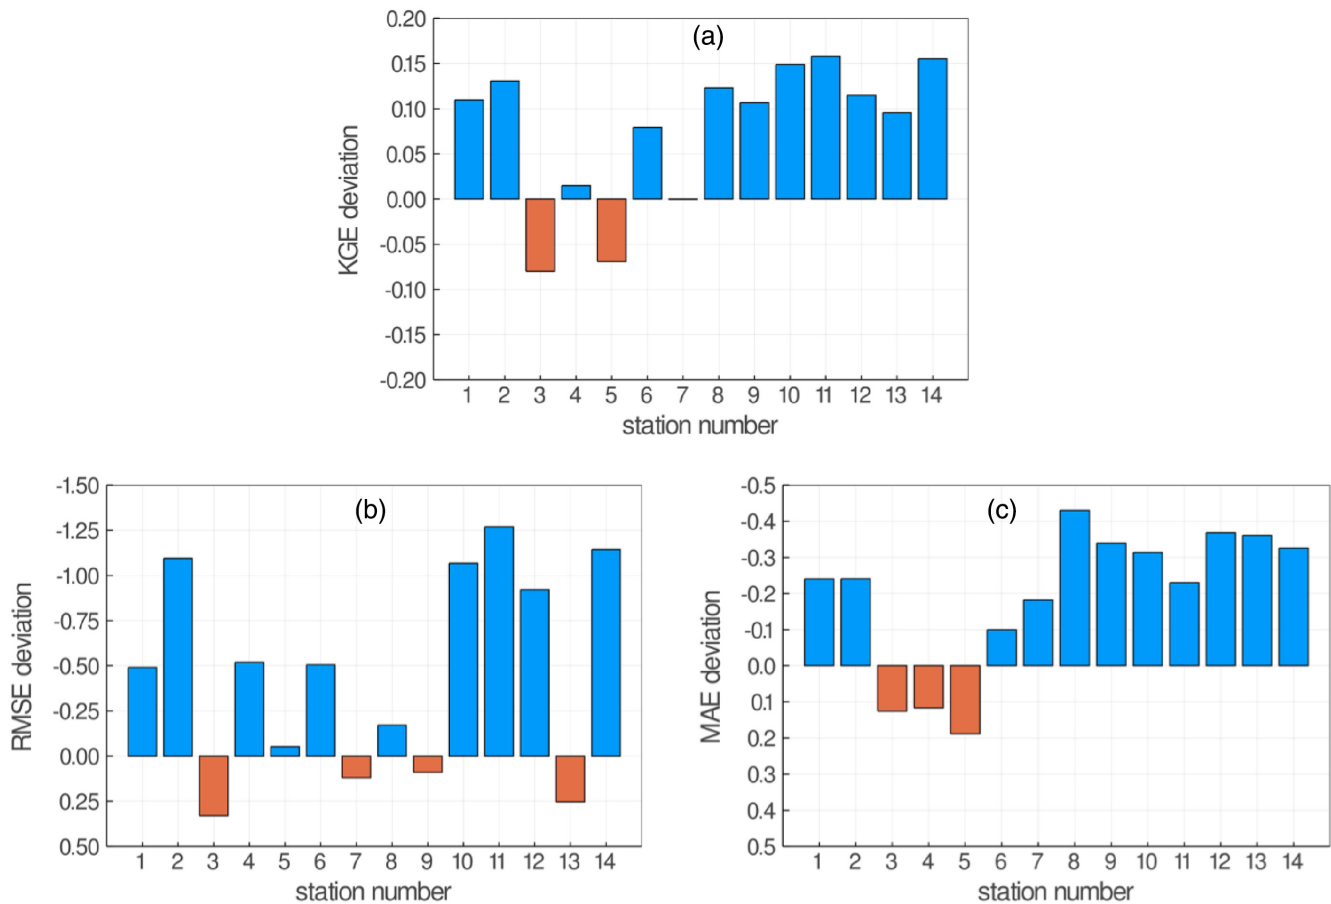 (a)
KGE deviation
0.20
0.15
0.10
0.05
0.00
-0.05
-0.10
-0.15
-0.20
1 2 3 4 5 6 7 8 9 10 11 12 13 14
station number
(b)
RMSE deviation
-1.50
-1.25
-1.00
-0.75
-0.50
-0.25
0.00
0.25
0.50
1 2 3 4 5 6 7 8 9 10 11 12 13 14
station number
(c)
MAE deviation
-0.5
-0.4
-0.3
-0.2
-0.1
0.0
0.1
0.2
0.3
0.4
0.5
1 2 3 4 5 6 7 8 9 10 11 12 13 14
station number